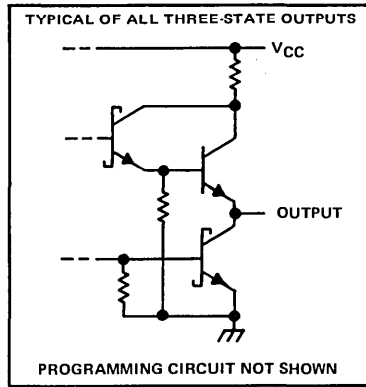 TYPICAL OF ALL THREE-STATE OUTPUTS
VCC
OUTPUT
PROGRAMMING CIRCUIT NOT SHOWN